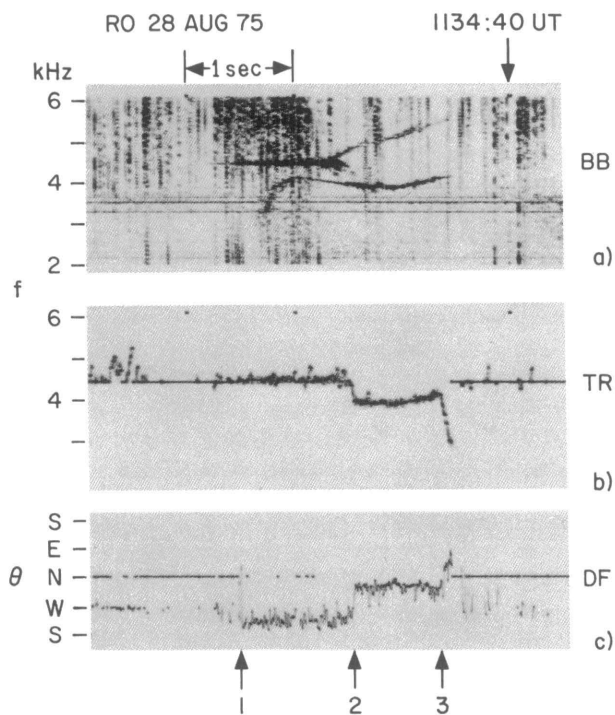 RO 28 AUG 75
1134:40 UT
kHz
1 sec
6
4
2
BB
a)
f
6
4
TR
b)
θ
S
E
N
W
S
DF
c)
1
2
3